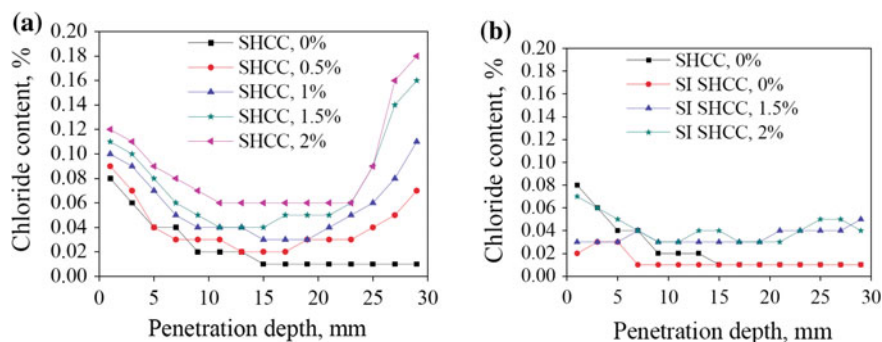 (a)
0.20
0.18
0.16
0.14
0.12
0.10
0.08
0.06
0.04
0.02
0.00
Chloride content, %
SHCC, 0%
SHCC, 0.5%
SHCC, 1%
SHCC, 1.5%
SHCC, 2%
0 5 10 15 20 25 30
Penetration depth, mm
(b)
0.20
0.18
0.16
0.14
0.12
0.10
0.08
0.06
0.04
0.02
0.00
Chloride content, %
SHCC, 0%
SI SHCC, 0%
SI SHCC, 1.5%
SI SHCC, 2%
0 5 10 15 20 25 30
Penetration depth, mm